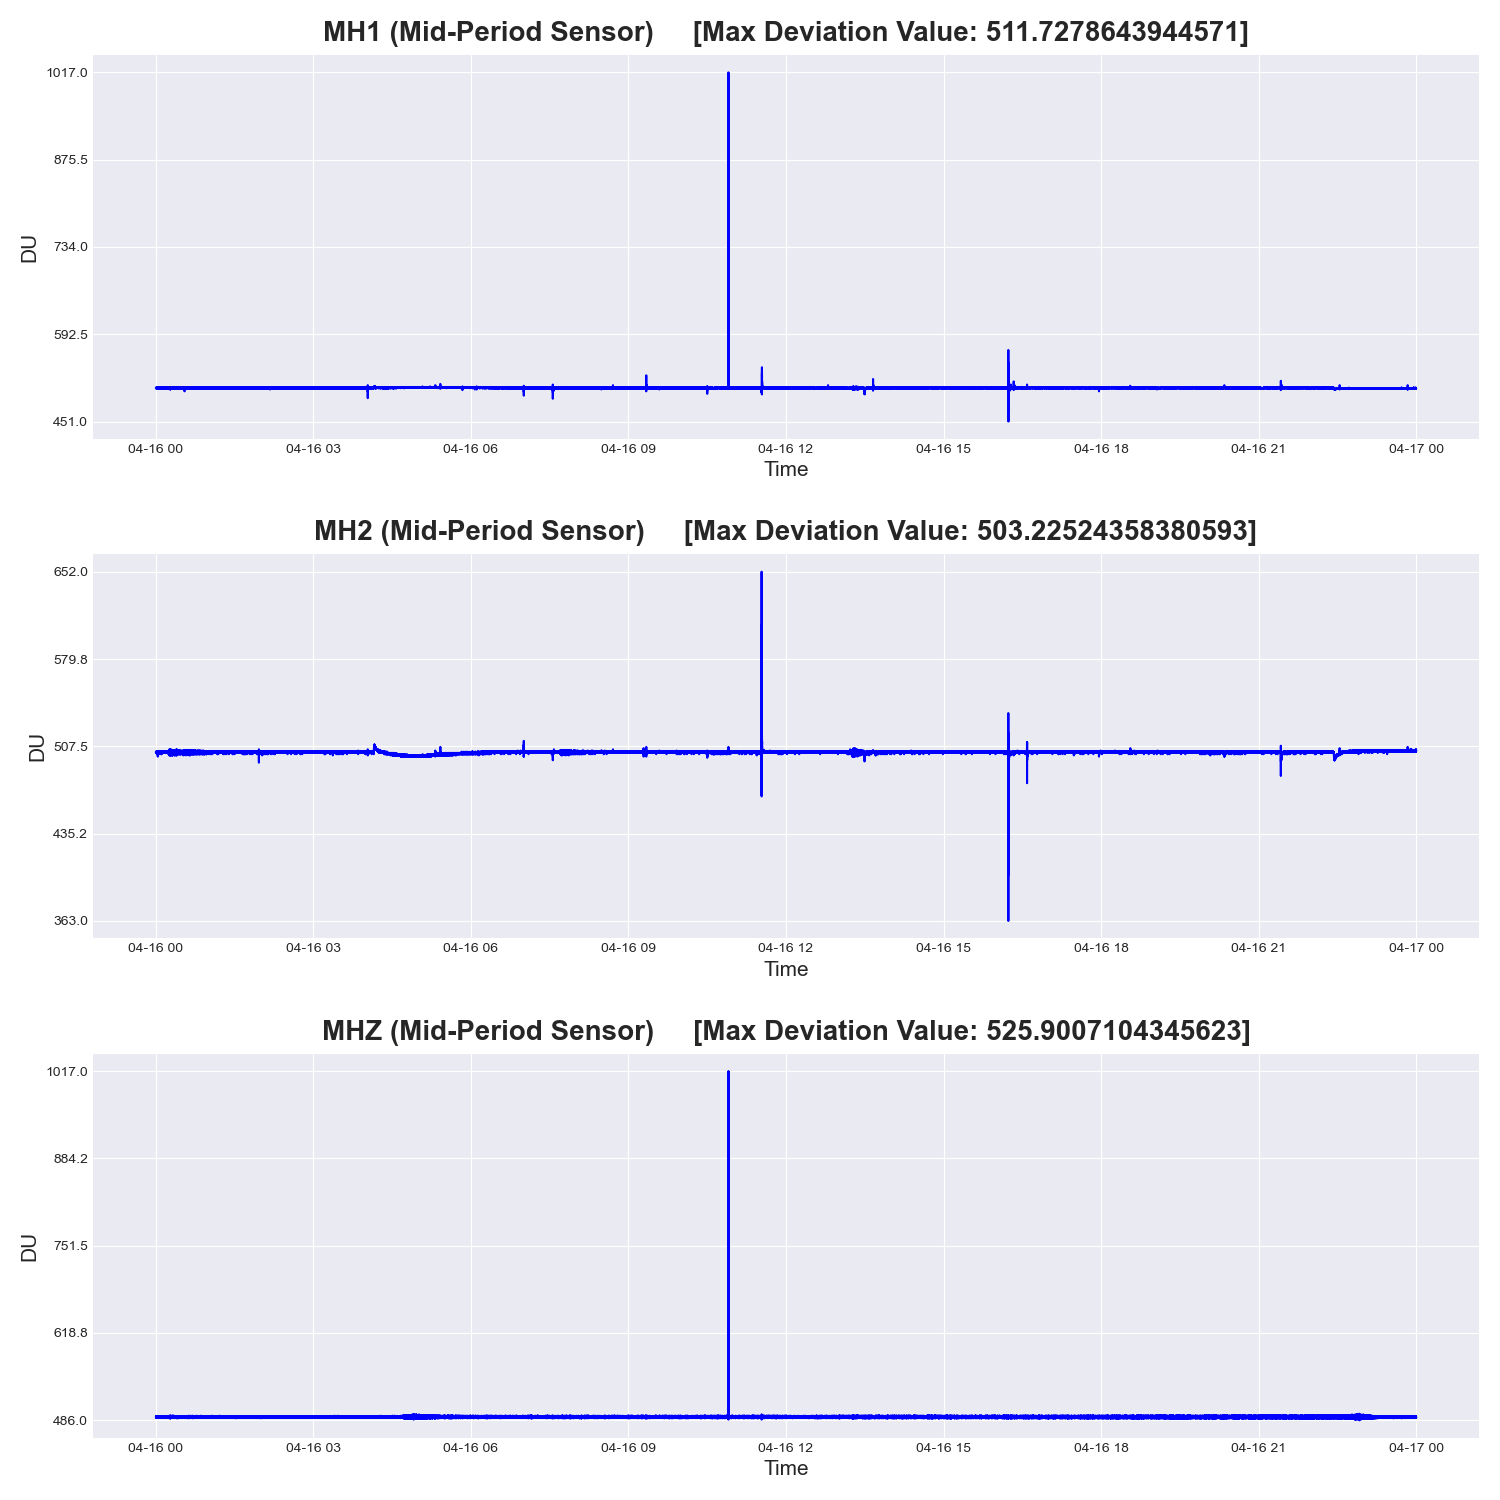 MH1 (Mid-Period Sensor) [Max Deviation Value: 511.7278643944571]
1017.0
875.5
734.0
592.5
451.0
DU
04-16 00 04-16 03 04-16 06 04-16 09 04-16 12 04-16 15 04-16 18 04-16 21 04-17 00
Time
MH2 (Mid-Period Sensor) [Max Deviation Value: 503.22524358380593]
652.0
579.8
507.5
435.2
363.0
DU
04-16 00 04-16 03 04-16 06 04-16 09 04-16 12 04-16 15 04-16 18 04-16 21 04-17 00
Time
MHZ (Mid-Period Sensor) [Max Deviation Value: 525.9007104345623]
1017.0
884.2
751.5
618.8
486.0
DU
04-16 00 04-16 03 04-16 06 04-16 09 04-16 12 04-16 15 04-16 18 04-16 21 04-17 00
Time